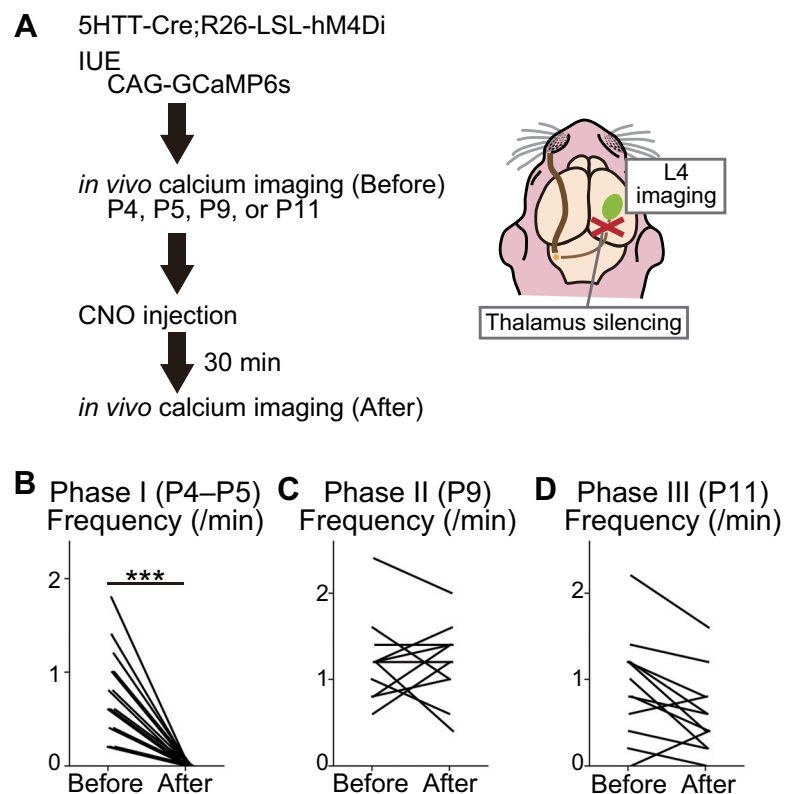 A
5HTT-Cre;R26-LSL-hM4Di
IUE
CAG-GCaMP6s
in vivo calcium imaging (Before)
P4, P5, P9, or P11
CNO injection
30 min
in vivo calcium imaging (After)
L4
imaging
Thalamus silencing
B
Phase I (P4–P5)
Frequency (/min)
2
1
0
***
Before After
C
Phase II (P9)
Frequency (/min)
2
1
0
Before After
D
Phase III (P11)
Frequency (/min)
2
1
0
Before After